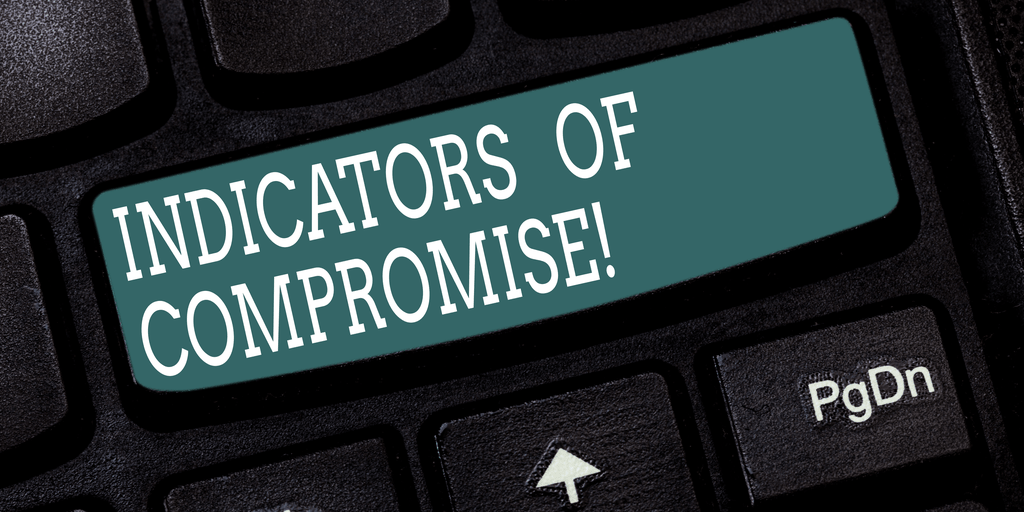 INDICATORS OF
COMPROMISE!
PgDn